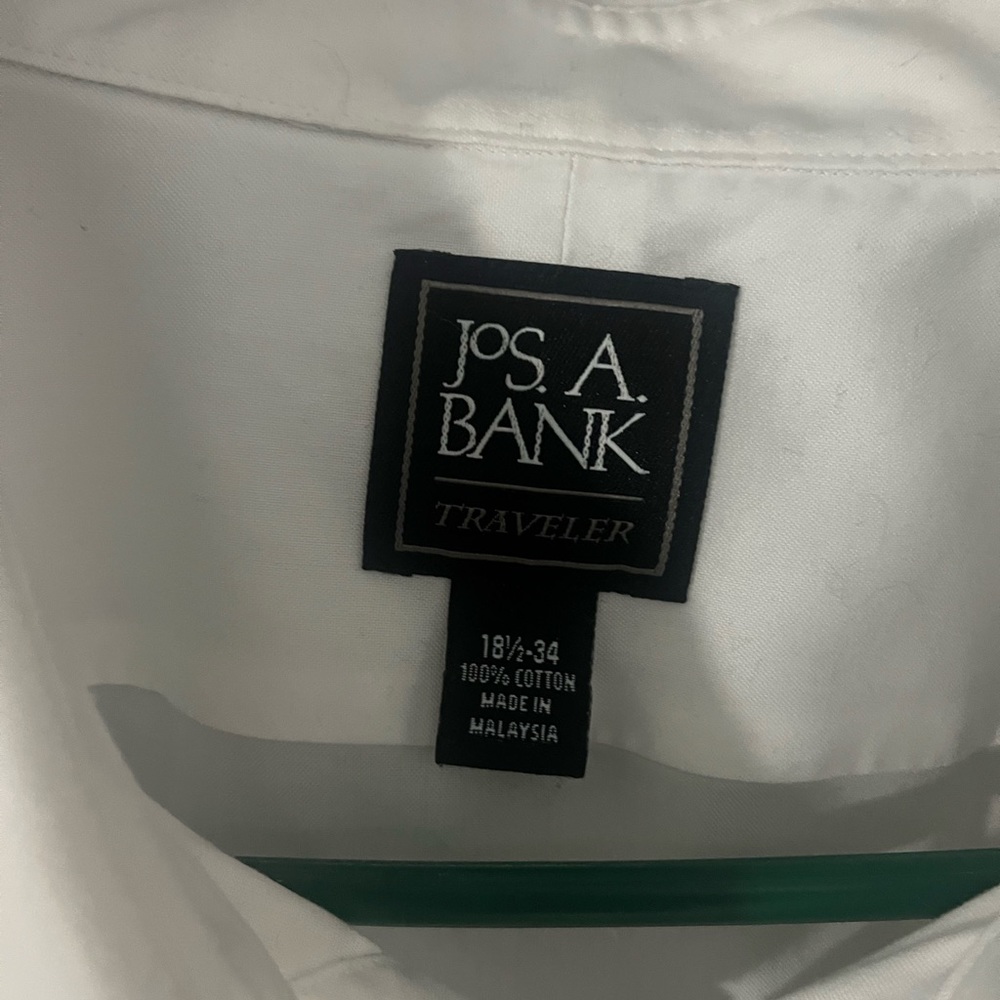 JOS. A.
BANK
TRAVELER
18½-34
100% COTTON
MADE IN
MALAYSIA